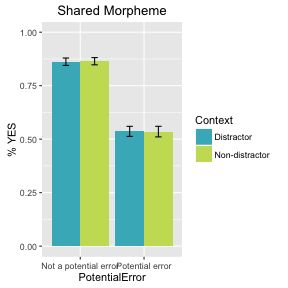 Shared Morpheme
1.00
0.75
0.50
0.25
0.00
% YES
Not a potential error Potential error
PotentialError
Context
Distractor
Non-distractor